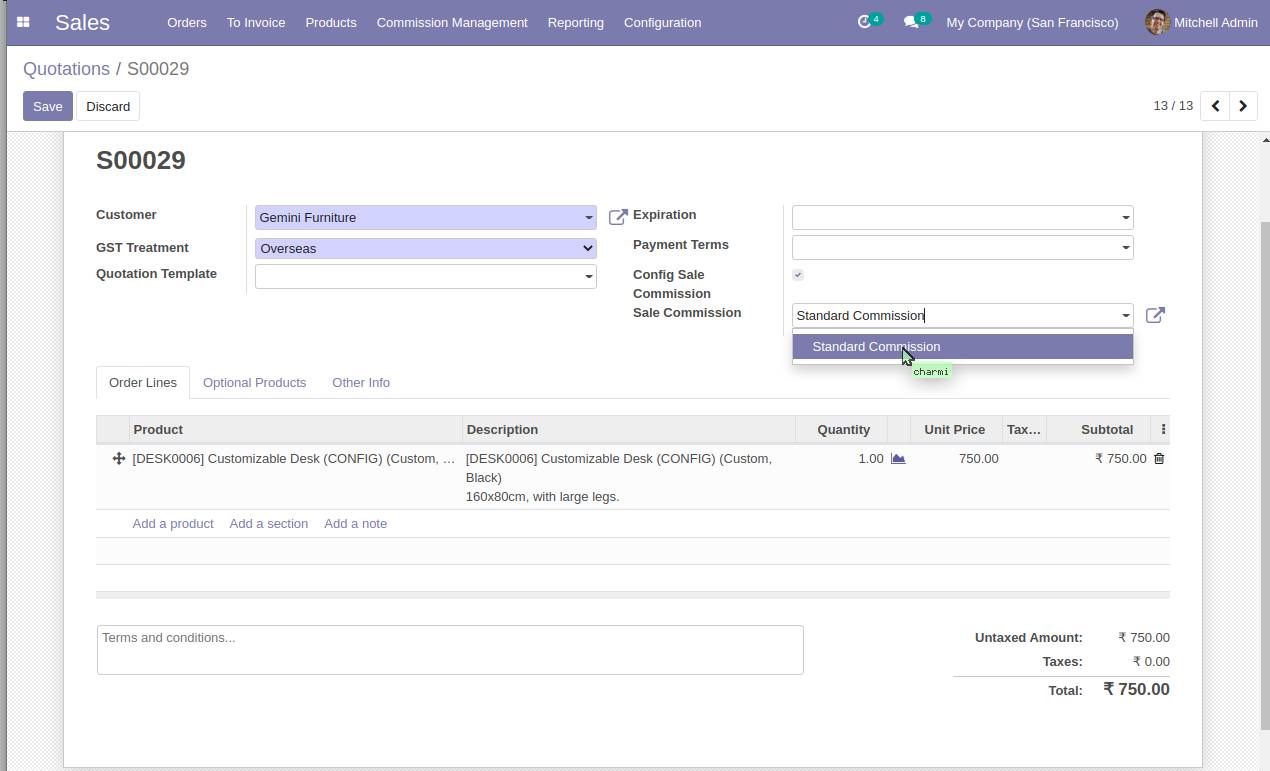 Sales Orders To Invoice Products Commission Management Reporting Configuration 4 8 My Company (San Francisco) Mitchell Admin
Quotations / S00029
Save Discard 13 / 13
S00029
Customer Gemini Furniture Expiration
GST Treatment Overseas Payment Terms
Quotation Template Config Sale
Commission
Sale Commission Standard Commission
Standard Commission
charmi
Order Lines Optional Products Other Info
Product Description Quantity Unit Price Tax... Subtotal
[DESK0006] Customizable Desk (CONFIG) (Custom, ... [DESK0006] Customizable Desk (CONFIG) (Custom, 1.00 750.00 ₹ 750.00
Black)
160x80cm, with large legs.
Add a product Add a section Add a note
Terms and conditions... Untaxed Amount: ₹ 750.00
Taxes: ₹ 0.00
Total: ₹ 750.00